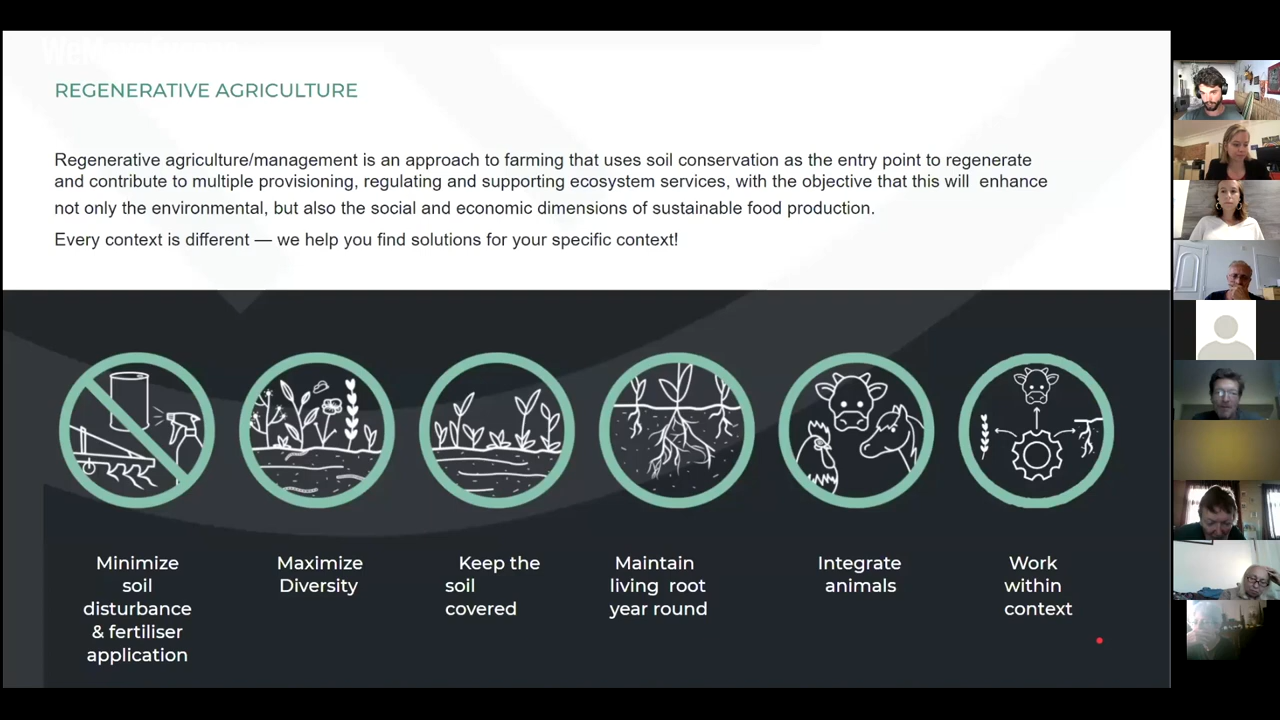 REGENERATIVE AGRICULTURE
Regenerative agriculture/management is an approach to farming that uses soil conservation as the entry point to regenerate
and contribute to multiple provisioning, regulating and supporting ecosystem services, with the objective that this will enhance
not only the environmental, but also the social and economic dimensions of sustainable food production.
Every context is different — we help you find solutions for your specific context!
Minimize
soil
disturbance
& fertiliser
application
Maximize
Diversity
Keep the
soil
covered
Maintain
living root
year round
Integrate
animals
Work
within
context